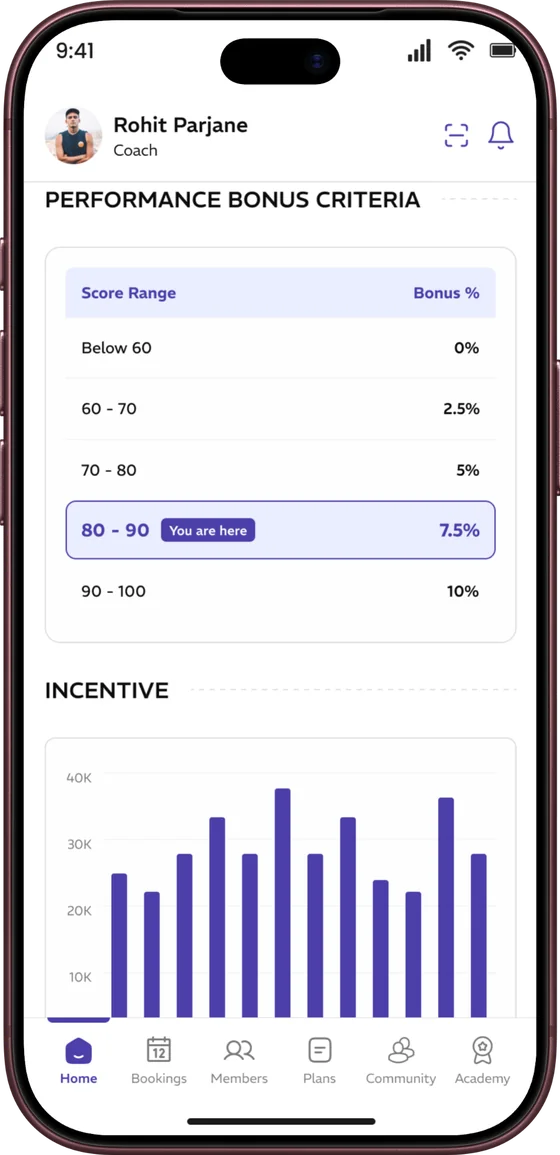 9:41
Rohit Parjane
Coach
PERFORMANCE BONUS CRITERIA
Score Range Bonus %
Below 60 0%
60 - 70 2.5%
70 - 80 5%
80 - 90 You are here 7.5%
90 - 100 10%
INCENTIVE
40K
30K
20K
10K
12
Home Bookings Members Plans Community Academy